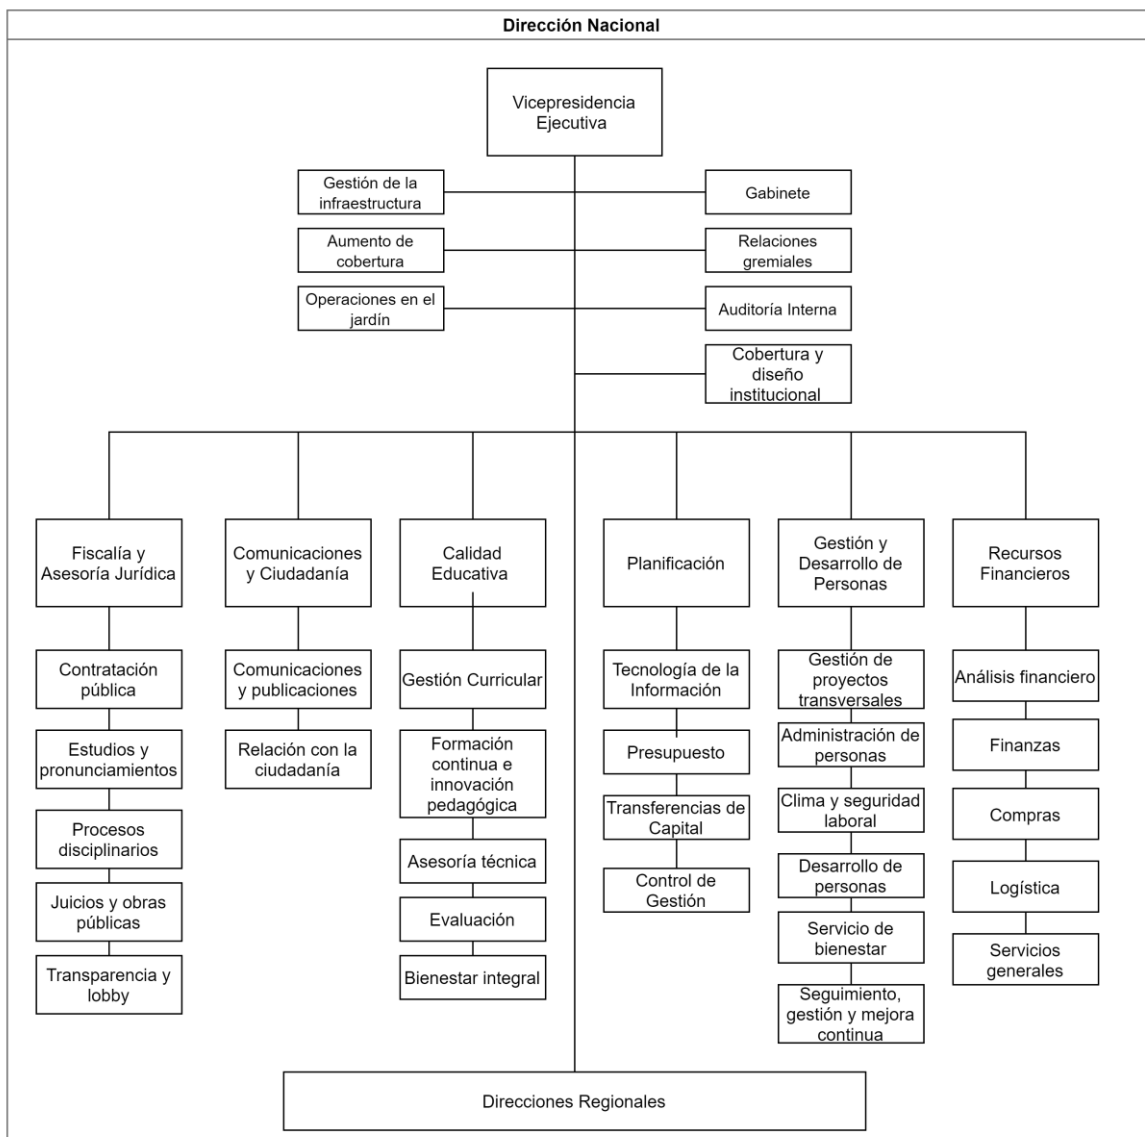 Dirección Nacional
Vicepresidencia
Ejecutiva
Gestión de la
infraestructura
Gabinete
Aumento de
cobertura
Relaciones
gremiales
Operaciones en el
jardín
Auditoría Interna
Cobertura y
diseño
institucional
Fiscalía y
Asesoría Jurídica
Comunicaciones
y Ciudadanía
Calidad
Educativa
Planificación
Gestión y
Desarrollo de
Personas
Recursos
Financieros
Contratación
pública
Estudios y
pronunciamientos
Procesos
disciplinarios
Juicios y obras
públicas
Transparencia y
lobby
Comunicaciones
y publicaciones
Relación con la
ciudadanía
Gestión Curricular
Formación
continua e
innovación
pedagógica
Asesoría técnica
Evaluación
Bienestar integral
Tecnología de la
Información
Presupuesto
Transferencias de
Capital
Control de
Gestión
Gestión de
proyectos
transversales
Administración de
personas
Clima y seguridad
laboral
Desarrollo de
personas
Servicio de
bienestar
Seguimiento,
gestión y mejora
continua
Análisis financiero
Finanzas
Compras
Logística
Servicios
generales
Direcciones Regionales